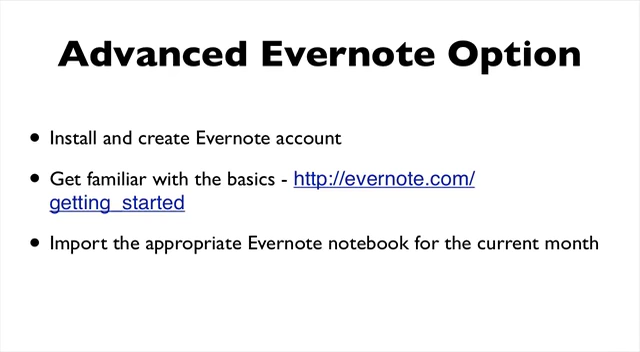 Advanced Evernote Option
• Install and create Evernote account
• Get familiar with the basics - http://evernote.com/
getting_started
• Import the appropriate Evernote notebook for the current month